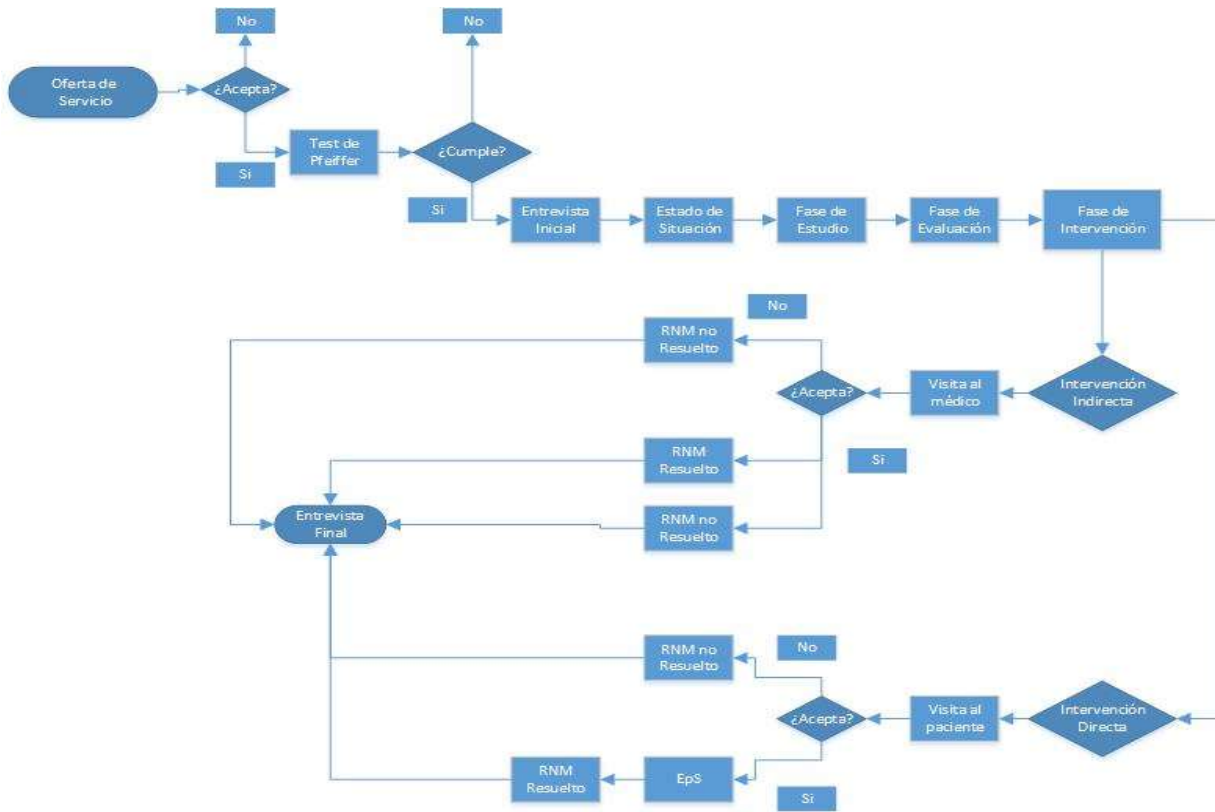 No
No
Oferta de
Servicio
¿Acepta?
Si
Test de
Pfeiffer
¿Cumple?
Si
Entrevista
Inicial
Estado de
Situación
Fase de
Estudio
Fase de
Evaluación
Fase de
Intervención
No
RNM no
Resuelto
¿Acepta?
Visita al
médico
Intervención
Indirecta
Si
RNM
Resuelto
RNM no
Resuelto
Entrevista
Final
No
RNM no
Resuelto
¿Acepta?
Visita al
paciente
Intervención
Directa
RNM
Resuelto
EpS
Si